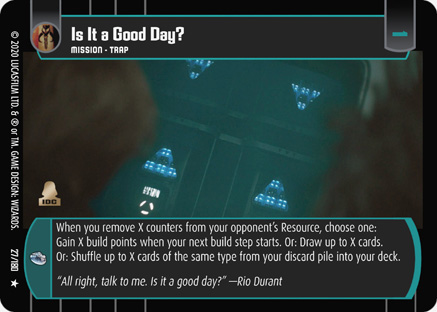 Is It a Good Day?
MISSION - TRAP
© 2020 LUCASFILM LTD. & ® or TM. GAME DESIGN: WIZARDS.
27/180 ★
IDC
When you remove X counters from your opponent's Resource, choose one:
Gain X build points when your next build step starts. Or: Draw up to X cards.
Or: Shuffle up to X cards of the same type from your discard pile into your deck.
“All right, talk to me. Is it a good day?” —Rio Durant